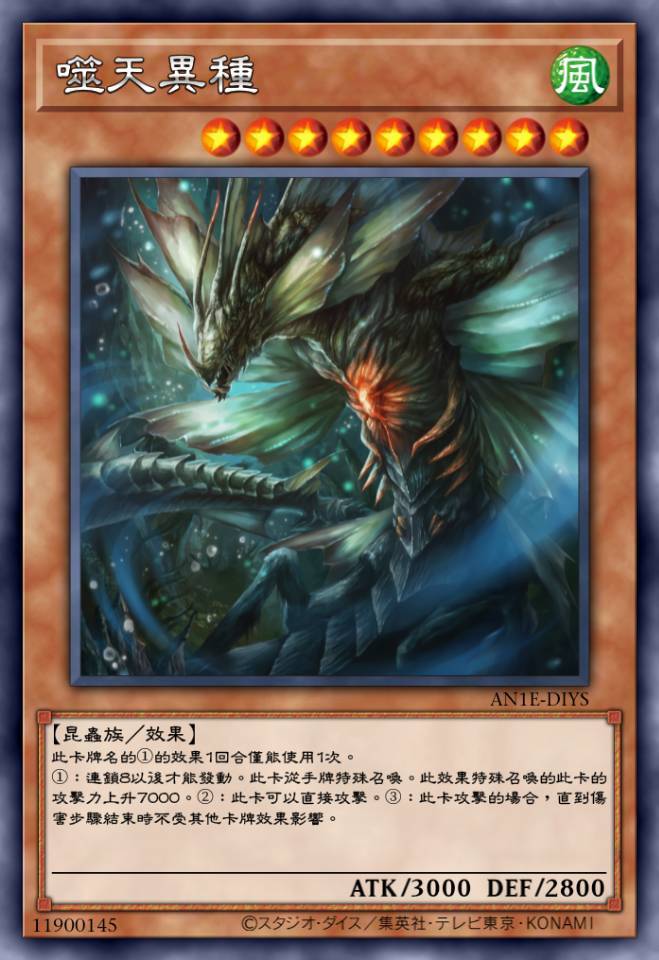 噬天異種
風
AN1E-DIYS
【昆蟲族／效果】
此卡牌名的①的效果1回合僅能使用1次。
①：連鎖8以後才能發動。此卡從手牌特殊召喚。此效果特殊召喚的此卡的
攻擊力上升7000。②：此卡可以直接攻擊。③：此卡攻擊的場合，直到傷
害步驟結束時不受其他卡牌效果影響。
ATK/3000 DEF/2800
11900145 ©スタジオ・ダイス／集英社・テレビ東京・KONAMI